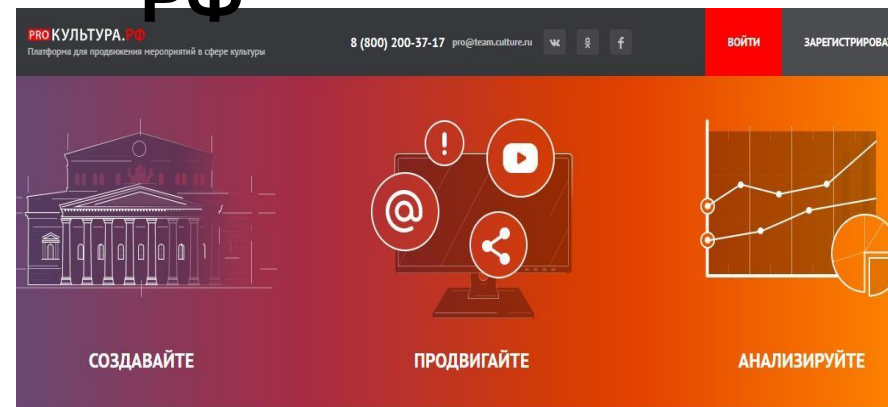 РФ
PRO КУЛЬТУРА.РФ
Платформа для продвижения мероприятий в сфере культуры
8 (800) 200-37-17 pro@team.culture.ru
ВОЙТИ
ЗАРЕГИСТРИРОВАТ
СОЗДАВАЙТЕ
ПРОДВИГАЙТЕ
АНАЛИЗИРУЙТЕ